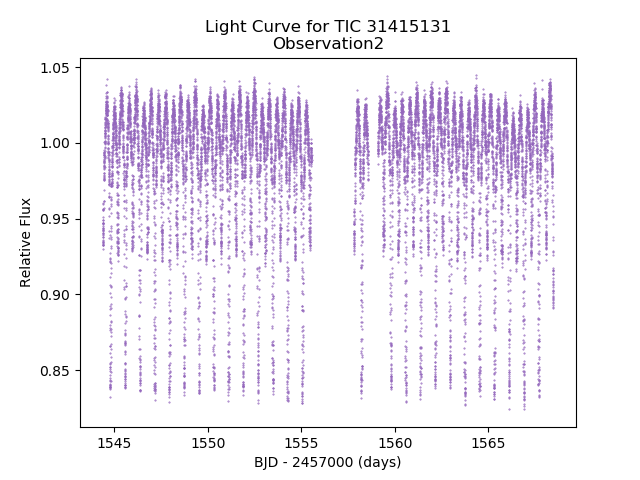 Light Curve for TIC 31415131
Observation2
1.05
1.00
0.95
0.90
0.85
Relative Flux
1545
1550
1555
1560
1565
BJD - 2457000 (days)